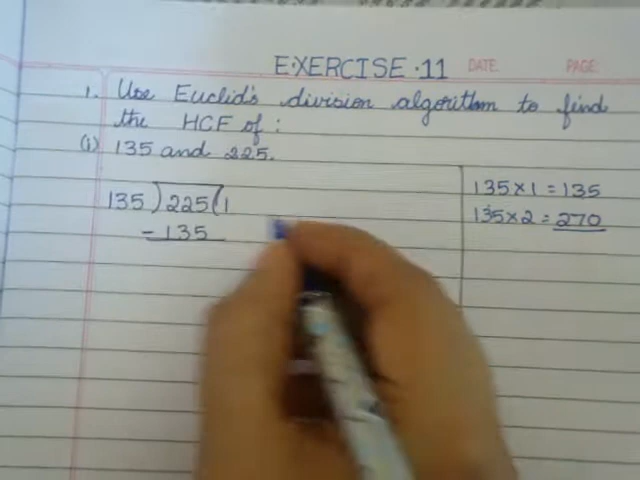 EXERCISE.11 DATE: PAGE:
1. Use Euclid's division algorithm to find
the HCF of:
(i) 135 and 225.
135)225(1
-135
135×1=135
135×2=270